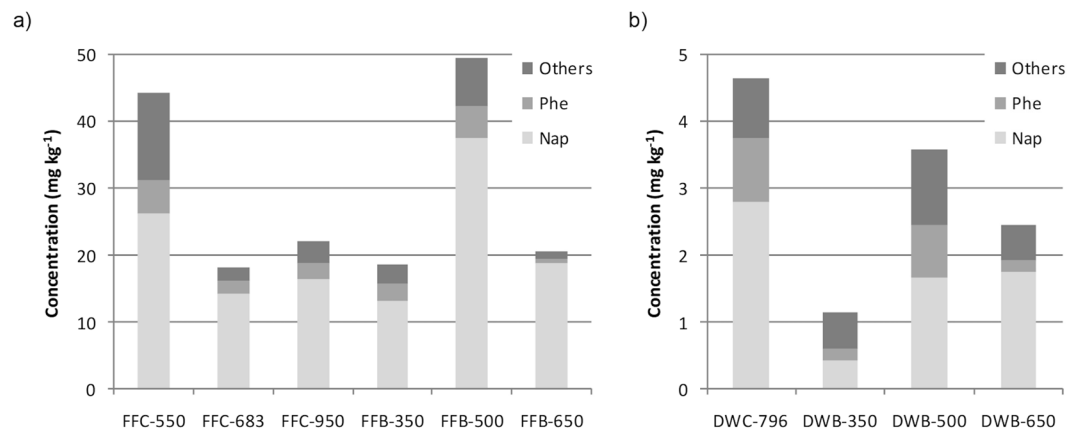 a)
50
40
30
20
10
0
Concentration (mg kg⁻¹)
Others
Phe
Nap
FFC-550 FFC-683 FFC-950 FFB-350 FFB-500 FFB-650
b)
5
4
3
2
1
0
Concentration (mg kg⁻¹)
Others
Phe
Nap
DWC-796 DWB-350 DWB-500 DWB-650